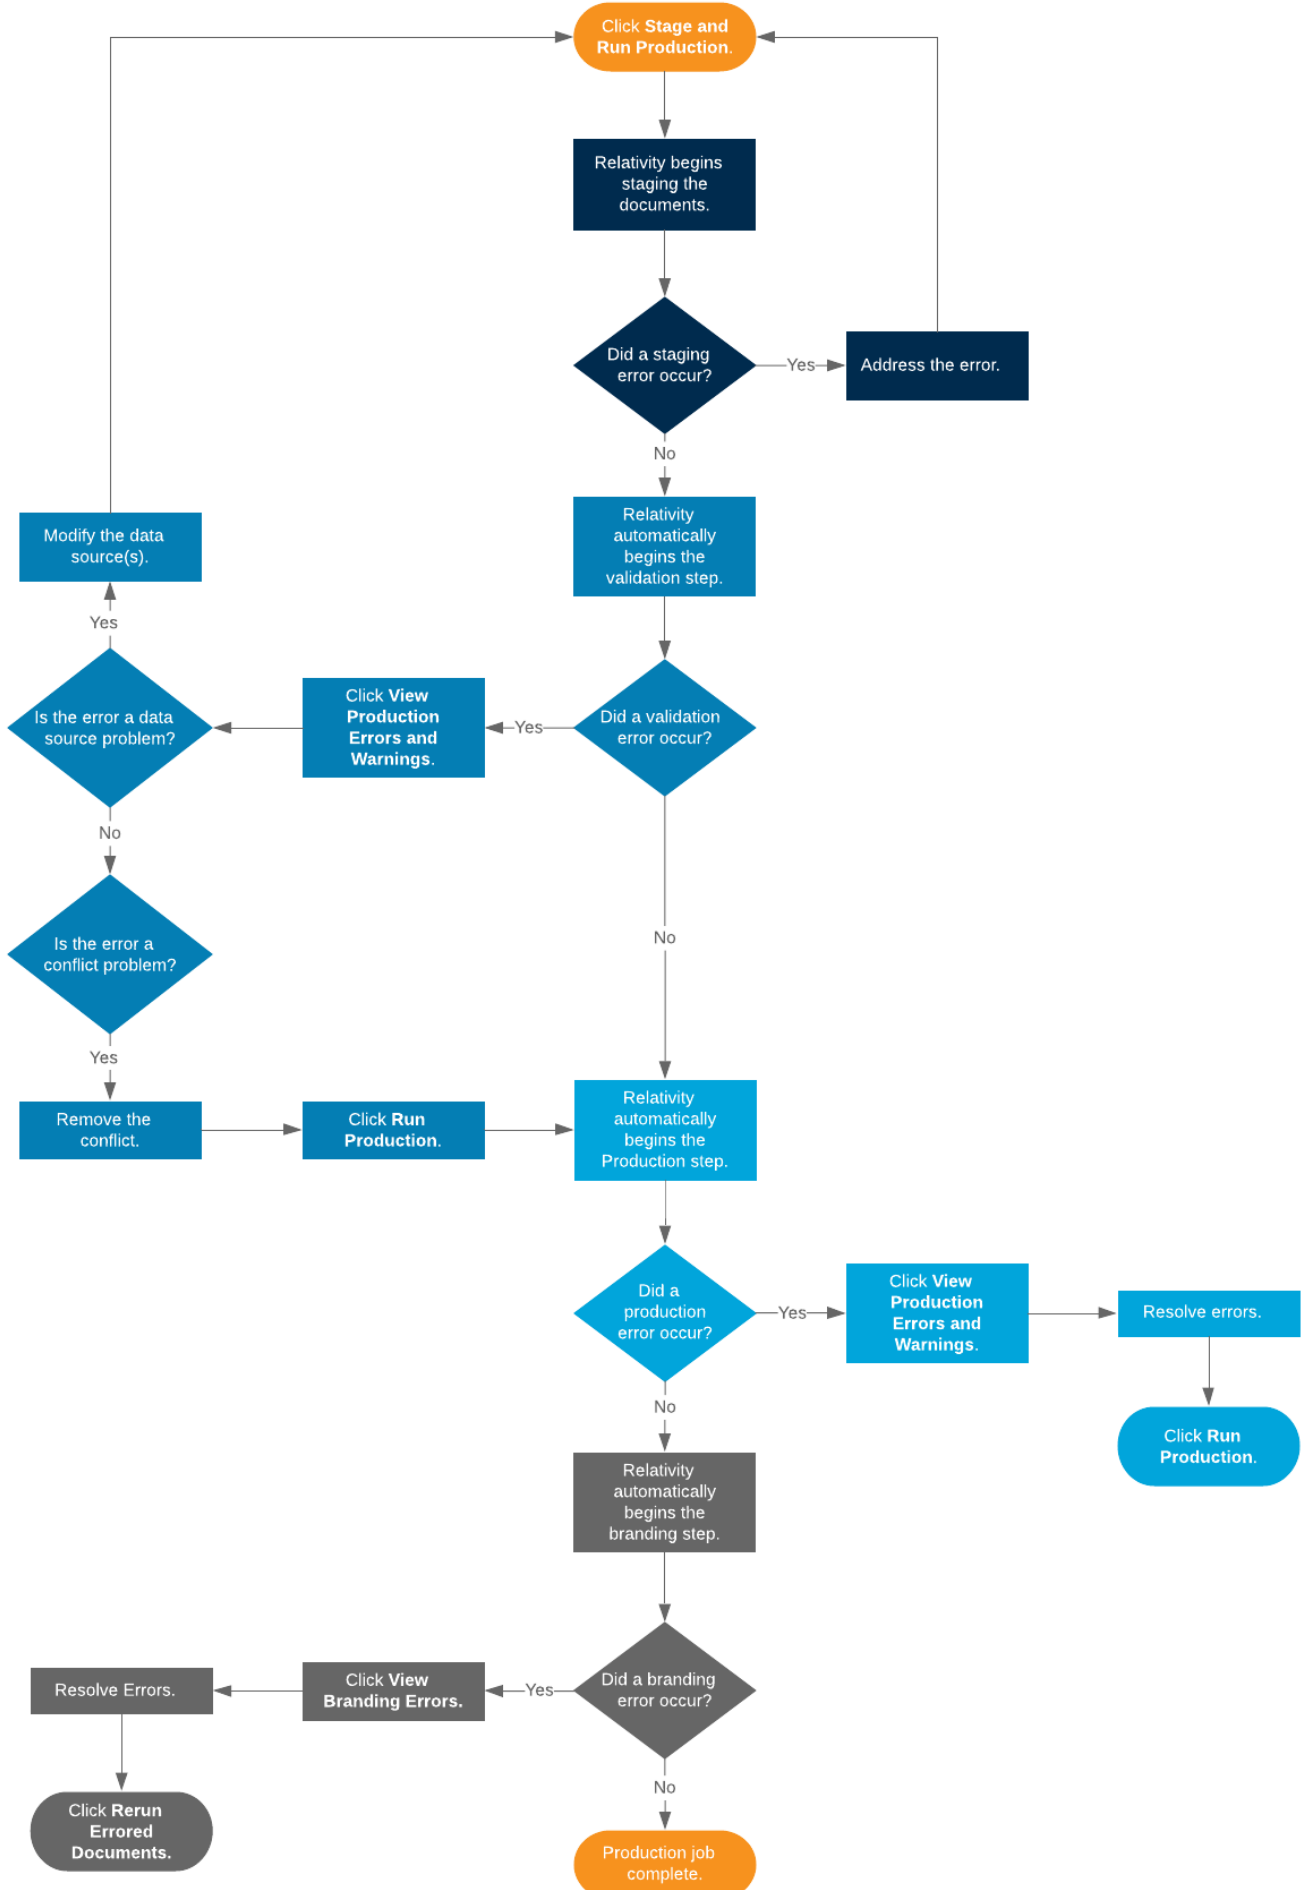 Click Stage and
Run Production.
Relativity begins
staging the
documents.
Did a staging
error occur?
Yes
Address the error.
No
Relativity
automatically
begins the
validation step.
Modify the data
source(s).
Yes
Is the error a data
source problem?
Click View
Production
Errors and
Warnings.
Yes
Did a validation
error occur?
No
No
Is the error a
conflict problem?
Yes
Remove the
conflict.
Click Run
Production.
Relativity
automatically
begins the
Production step.
Did a
production
error occur?
Yes
Click View
Production
Errors and
Warnings.
Resolve errors.
Click Run
Production.
No
Relativity
automatically
begins the
branding step.
Did a branding
error occur?
Yes
Click View
Branding Errors.
Resolve Errors.
Click Rerun
Errored
Documents.
No
Production job
complete.